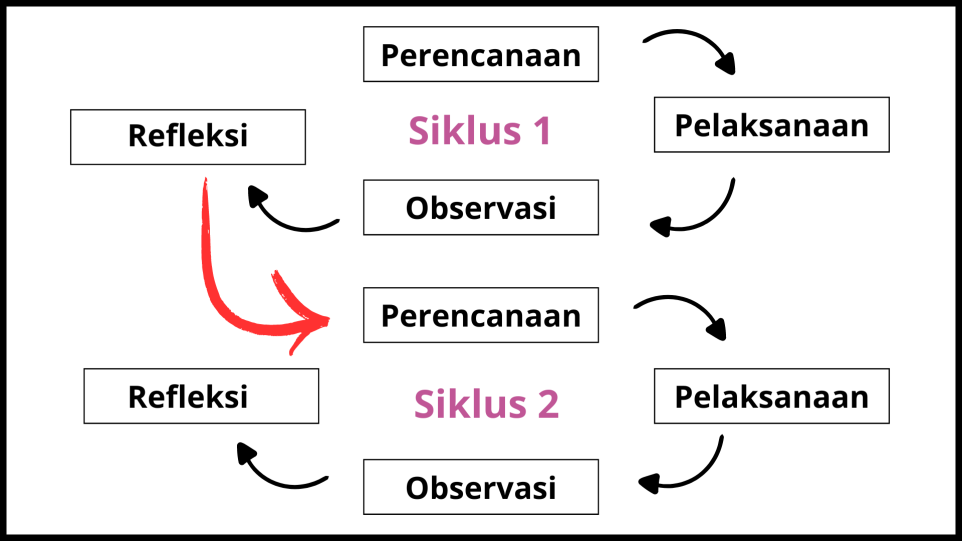 Perencanaan
Pelaksanaan
Siklus 1
Refleksi
Observasi
Perencanaan
Pelaksanaan
Siklus 2
Refleksi
Observasi